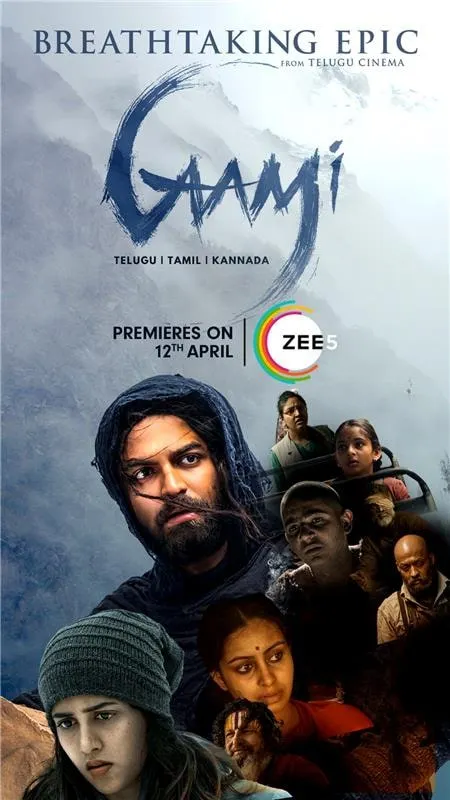 BREATHTAKING EPIC
FROM TELUGU CINEMA
GAAMI
TELUGU | TAMIL | KANNADA
PREMIERES ON
12TH APRIL
ZEE5